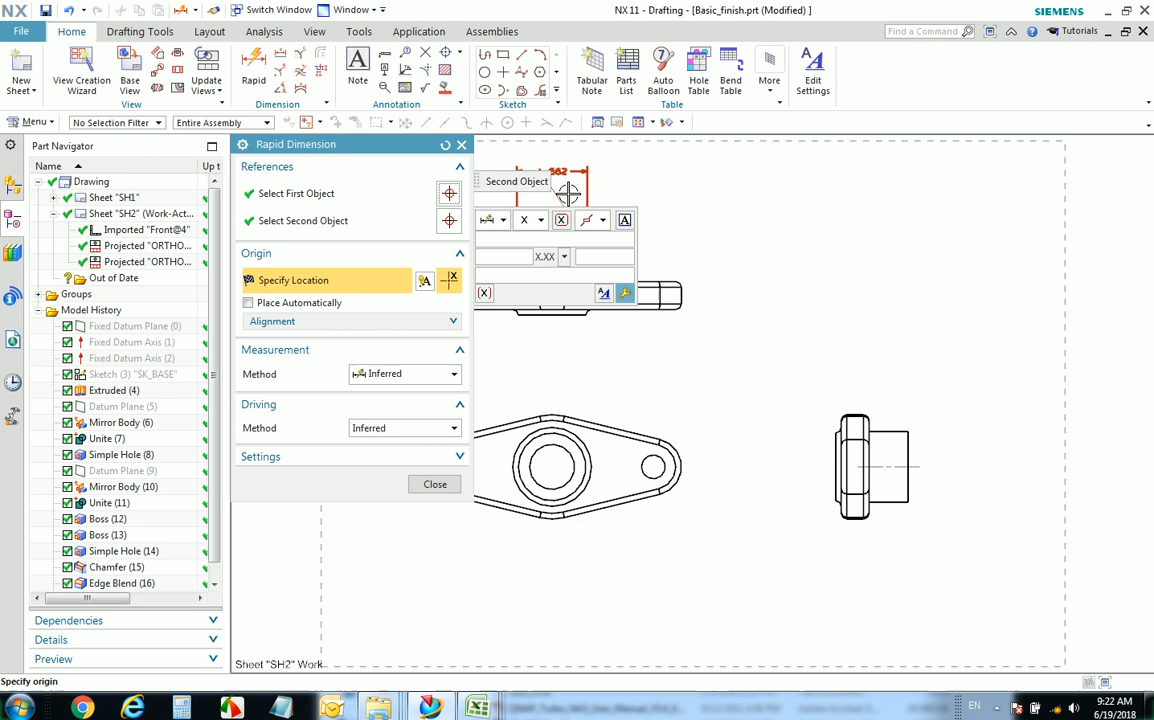 NX
Switch Window
Window
NX 11 - Drafting - [Basic_finish.prt (Modified) ]
SIEMENS
File
Home
Drafting Tools
Layout
Analysis
View
Tools
Application
Assemblies
Find a Command
Tutorials
New Sheet
View Creation Wizard
Base View
Update Views
Rapid
Note
Tabular Note
Parts List
Auto Balloon
Hole Table
Bend Table
More
Edit Settings
View
Dimension
Annotation
Sketch
Table
Menu
No Selection Filter
Entire Assembly
Part Navigator
Name
Up t
Drawing
Sheet "SH1"
Sheet "SH2" (Work-Act...
Imported "Front@4"
Projected "ORTHO...
Projected "ORTHO...
Out of Date
Groups
Model History
Fixed Datum Plane (0)
Fixed Datum Axis (1)
Fixed Datum Axis (2)
Sketch (3) "SK_BASE"
Extruded (4)
Datum Plane (5)
Mirror Body (6)
Unite (7)
Simple Hole (8)
Datum Plane (9)
Mirror Body (10)
Unite (11)
Boss (12)
Boss (13)
Simple Hole (14)
Chamfer (15)
Edge Blend (16)
Dependencies
Details
Preview
Rapid Dimension
References
Select First Object
Select Second Object
Origin
Specify Location
Place Automatically
Alignment
Measurement
Method
Inferred
Driving
Method
Inferred
Settings
Close
Second Object
X
X.XX
Sheet "SH2" Work
Specify origin
EN
9:22 AM
6/19/2018